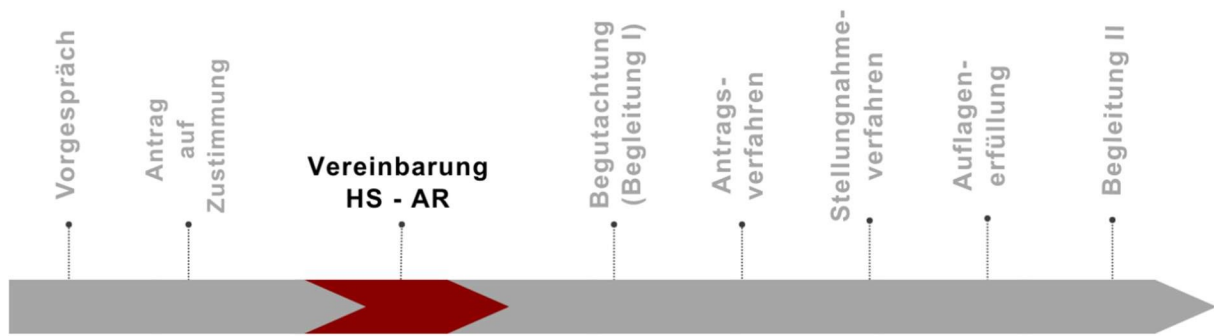 Vorgespräch
Antrag
auf
Zustimmung
Vereinbarung
HS - AR
Begutachtung
(Begleitung I)
Antrags-
verfahren
Stellungnahme-
verfahren
Auflagen-
erfüllung
Begleitung II